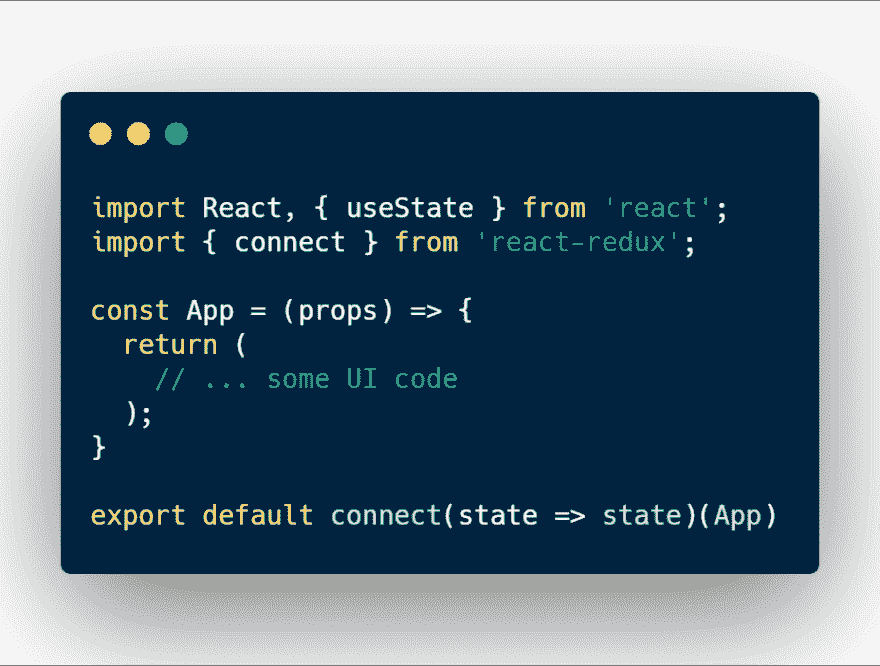 import React, { useState } from 'react';
import { connect } from 'react-redux';
const App = (props) => {
  return (
    // ... some UI code
  );
}
export default connect(state => state)(App)